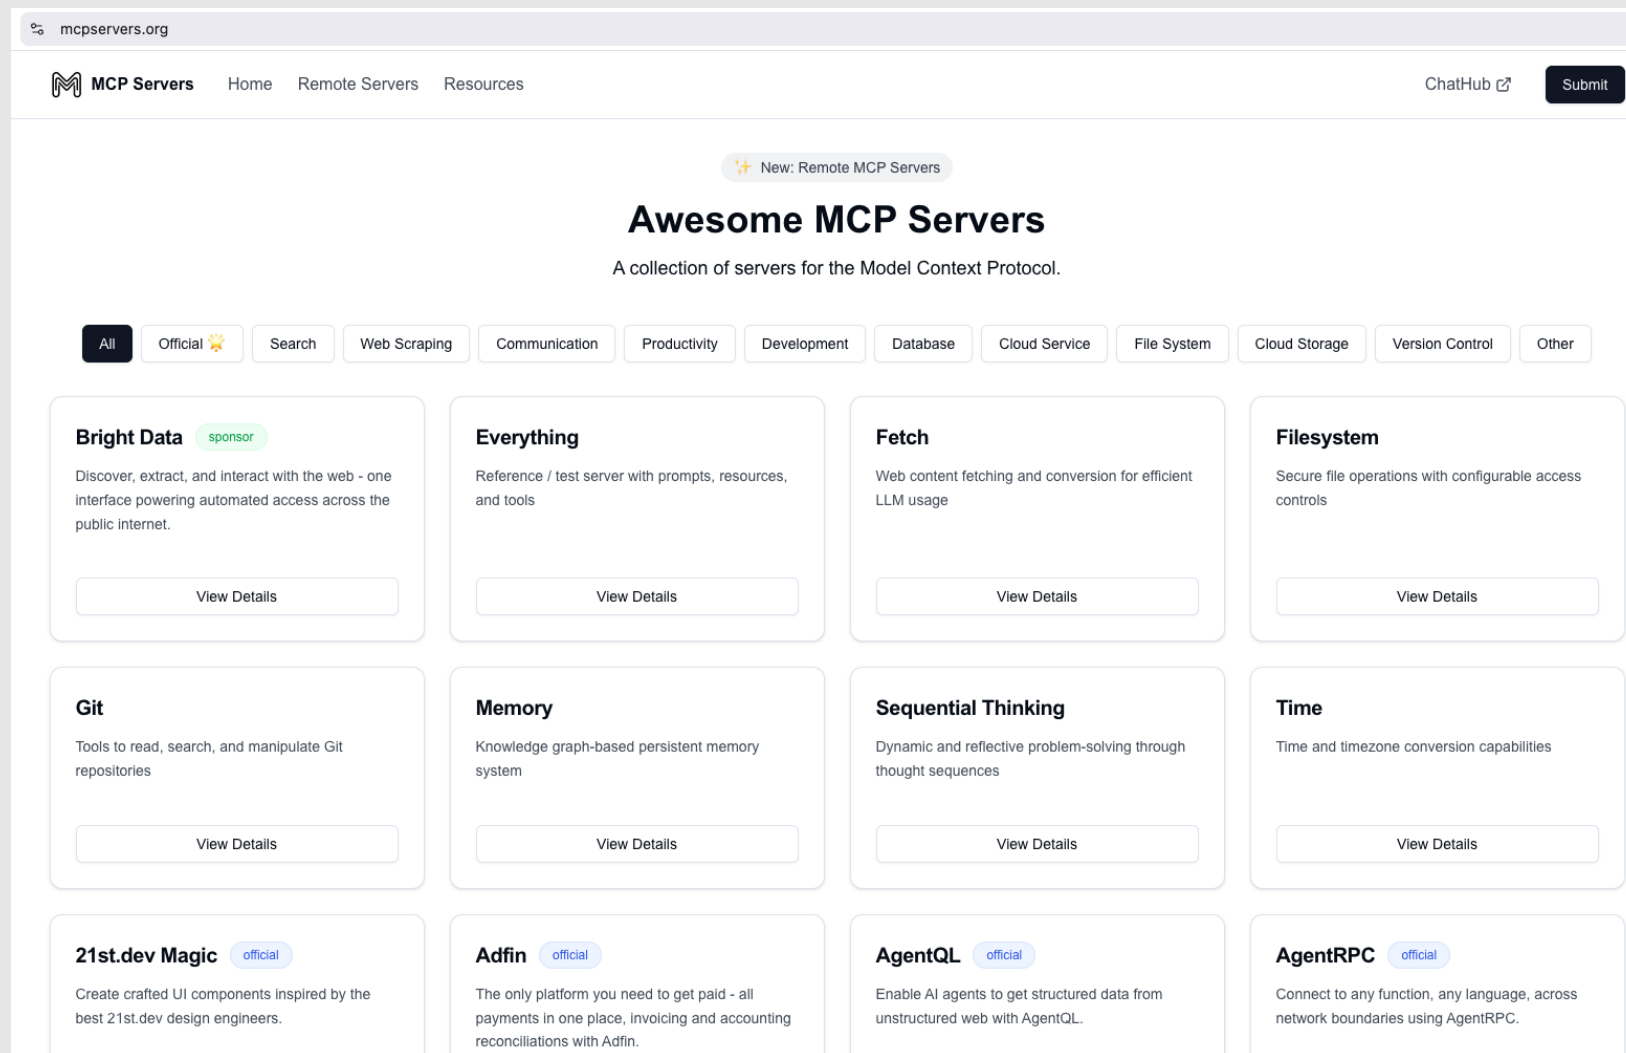 mcpservers.org
MCP Servers Home Remote Servers Resources ChatHub Submit
✨ New: Remote MCP Servers
Awesome MCP Servers
A collection of servers for the Model Context Protocol.
All Official 🌟 Search Web Scraping Communication Productivity Development Database Cloud Service File System Cloud Storage Version Control Other
Bright Data sponsor
Discover, extract, and interact with the web - one
interface powering automated access across the
public internet.
View Details
Everything
Reference / test server with prompts, resources,
and tools
View Details
Fetch
Web content fetching and conversion for efficient
LLM usage
View Details
Filesystem
Secure file operations with configurable access
controls
View Details
Git
Tools to read, search, and manipulate Git
repositories
View Details
Memory
Knowledge graph-based persistent memory
system
View Details
Sequential Thinking
Dynamic and reflective problem-solving through
thought sequences
View Details
Time
Time and timezone conversion capabilities
View Details
21st.dev Magic official
Create crafted UI components inspired by the
best 21st.dev design engineers.
Adfin official
The only platform you need to get paid - all
payments in one place, invoicing and accounting
reconciliations with Adfin.
AgentQL official
Enable AI agents to get structured data from
unstructured web with AgentQL.
AgentRPC official
Connect to any function, any language, across
network boundaries using AgentRPC.